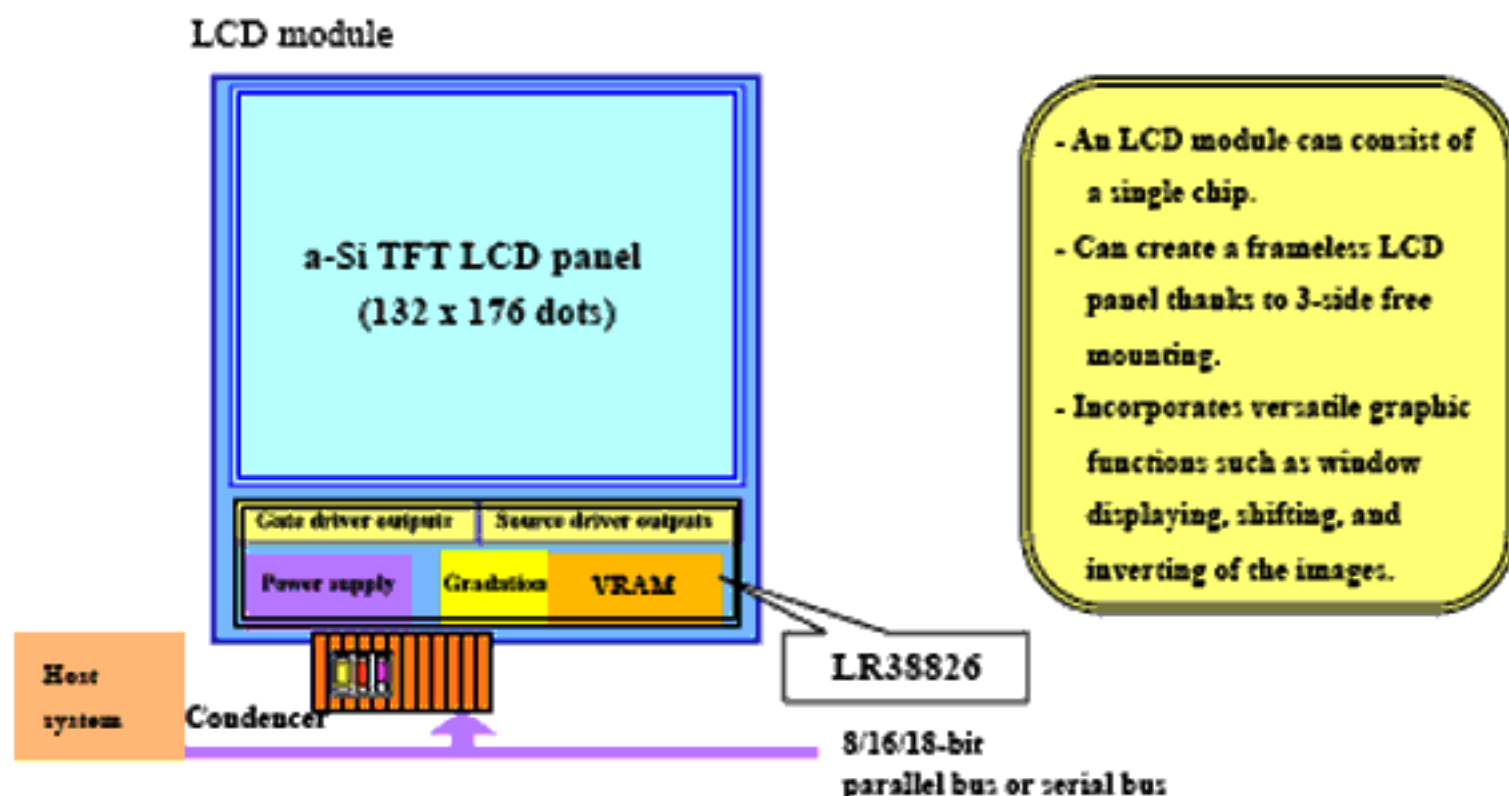 LCD module
a-Si TFT LCD panel
(132 x 176 dots)
Gate driver outputs
Source driver outputs
Power supply
Gradation
VRAM
LR38826
Host
system
Condencer
8/16/18-bit
parallel bus or serial bus
- An LCD module can consist of
a single chip.
- Can create a frameless LCD
panel thanks to 3-side free
mounting.
- Incorporates versatile graphic
functions such as window
displaying, shifting, and
inverting of the images.